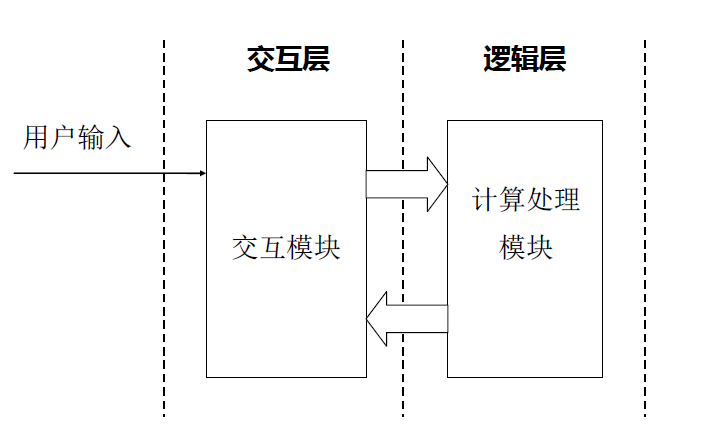 交互层
逻辑层
用户输入
交互模块
计算处理
模块